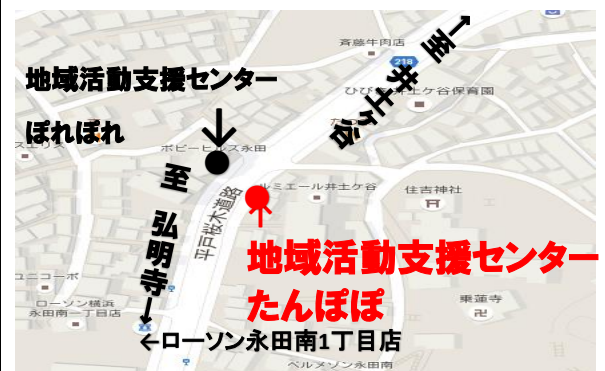 斉藤牛肉店
至 井土ヶ谷
218
地域活動支援センター
ぽれぽれ
ひびき井土ケ谷保育園
ポピーヒルズ永田
至 弘明寺
平戸桜木道路
ルミエール井土ケ谷
住吉神社
地域活動支援センター
たんぽぽ
ユニコーポ
ローソン横浜
永田南一丁目店
乗蓮寺
←ローソン永田南1丁目店
ベルメゾン永田南